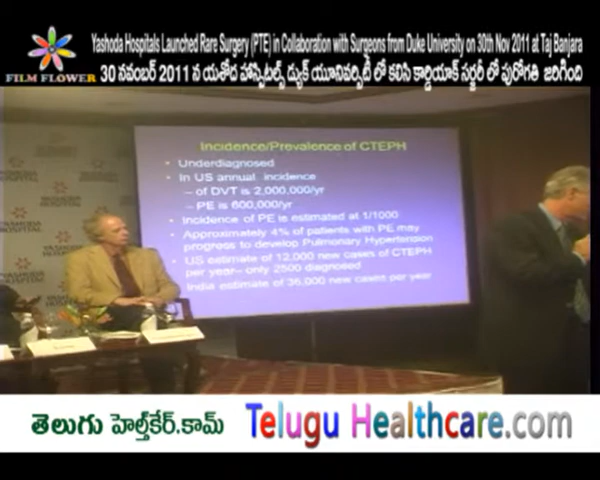 Yashoda Hospitals Launched Rare Surgery (PTE) in Collaboration with Surgeons from Duke University on 30th Nov 2011 at Taj Banjara
30 నవంబర్ 2011 న యశోద హాస్పిటల్స్ డ్యుక్ యూనివర్సిటీ లో కలిసి కార్డియాక్ సర్జరీ లో పురోగతి జరిగింది
FILM FLOWER
Incidence/Prevalence of CTEPH
• Underdiagnosed
• In US annual incidence
– of DVT is 2,000,000/yr
– PE is 600,000/yr
• Incidence of PE is estimated at 1/1000
• Approximately 4% of patients with PE may
progress to develop Pulmonary Hypertension
• US estimate of 12,000 new cases of CTEPH
per year– only 2500 diagnosed
• India estimate of 36,000 new cases per year
YASHODA
HOSPITAL
YASHODA
HOSPITAL
తెలుగు హెల్త్‌కేర్.కామ్ Telugu Healthcare.com